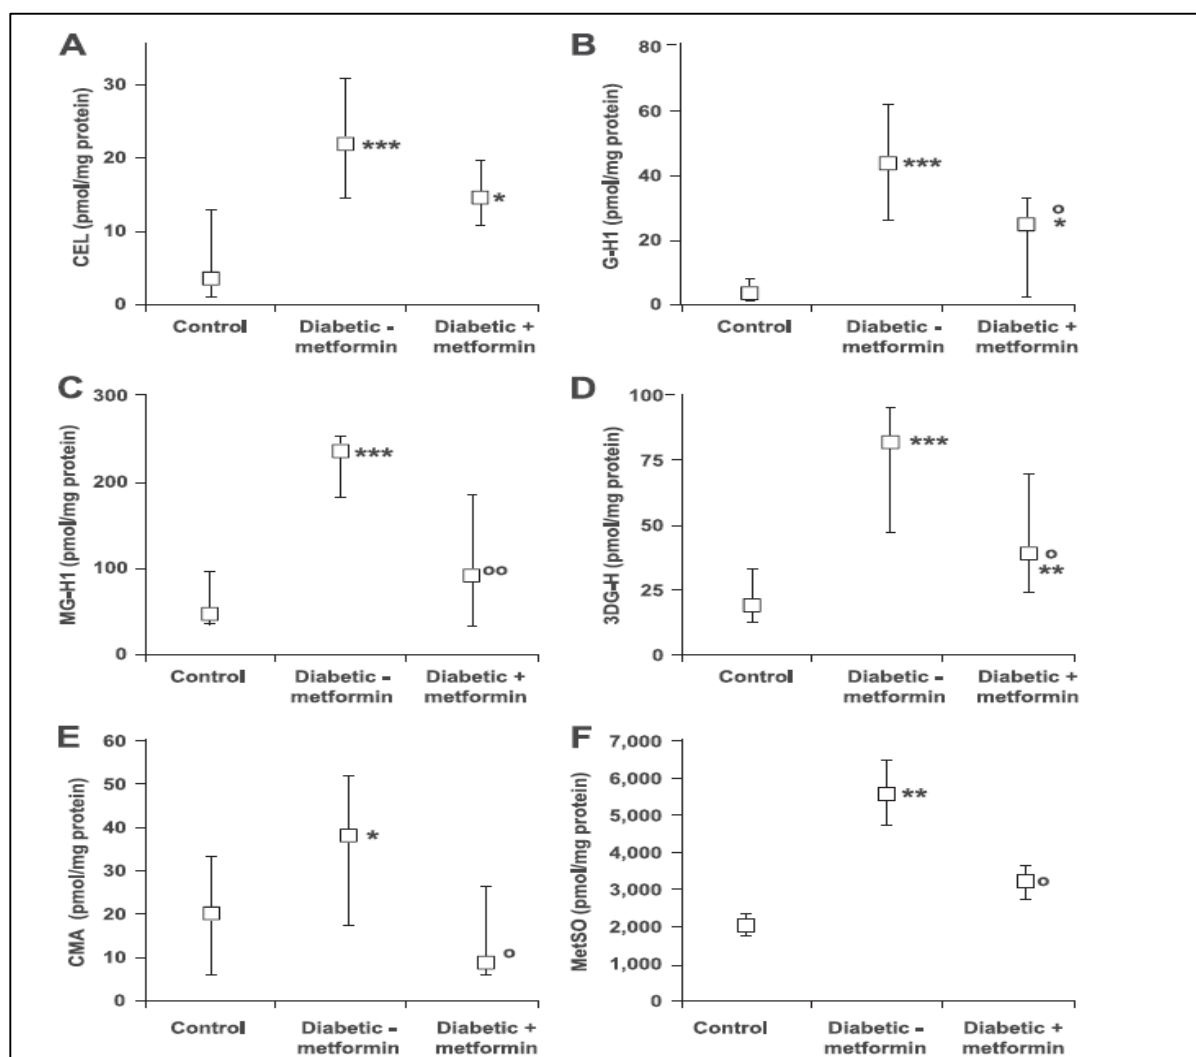 A
CEL (pmol/mg protein)
30
20
10
0
***
*
Control
Diabetic -
metformin
Diabetic +
metformin
B
G-H1 (pmol/mg protein)
80
60
40
20
0
***
o
*
Control
Diabetic -
metformin
Diabetic +
metformin
C
MG-H1 (pmol/mg protein)
300
200
100
0
***
oo
Control
Diabetic -
metformin
Diabetic +
metformin
D
3DG-H (pmol/mg protein)
100
75
50
25
0
***
o
**
Control
Diabetic -
metformin
Diabetic +
metformin
E
CMA (pmol/mg protein)
60
50
40
30
20
10
0
*
o
Control
Diabetic -
metformin
Diabetic +
metformin
F
MetSO (pmol/mg protein)
7,000
6,000
5,000
4,000
3,000
2,000
1,000
0
**
o
Control
Diabetic -
metformin
Diabetic +
metformin